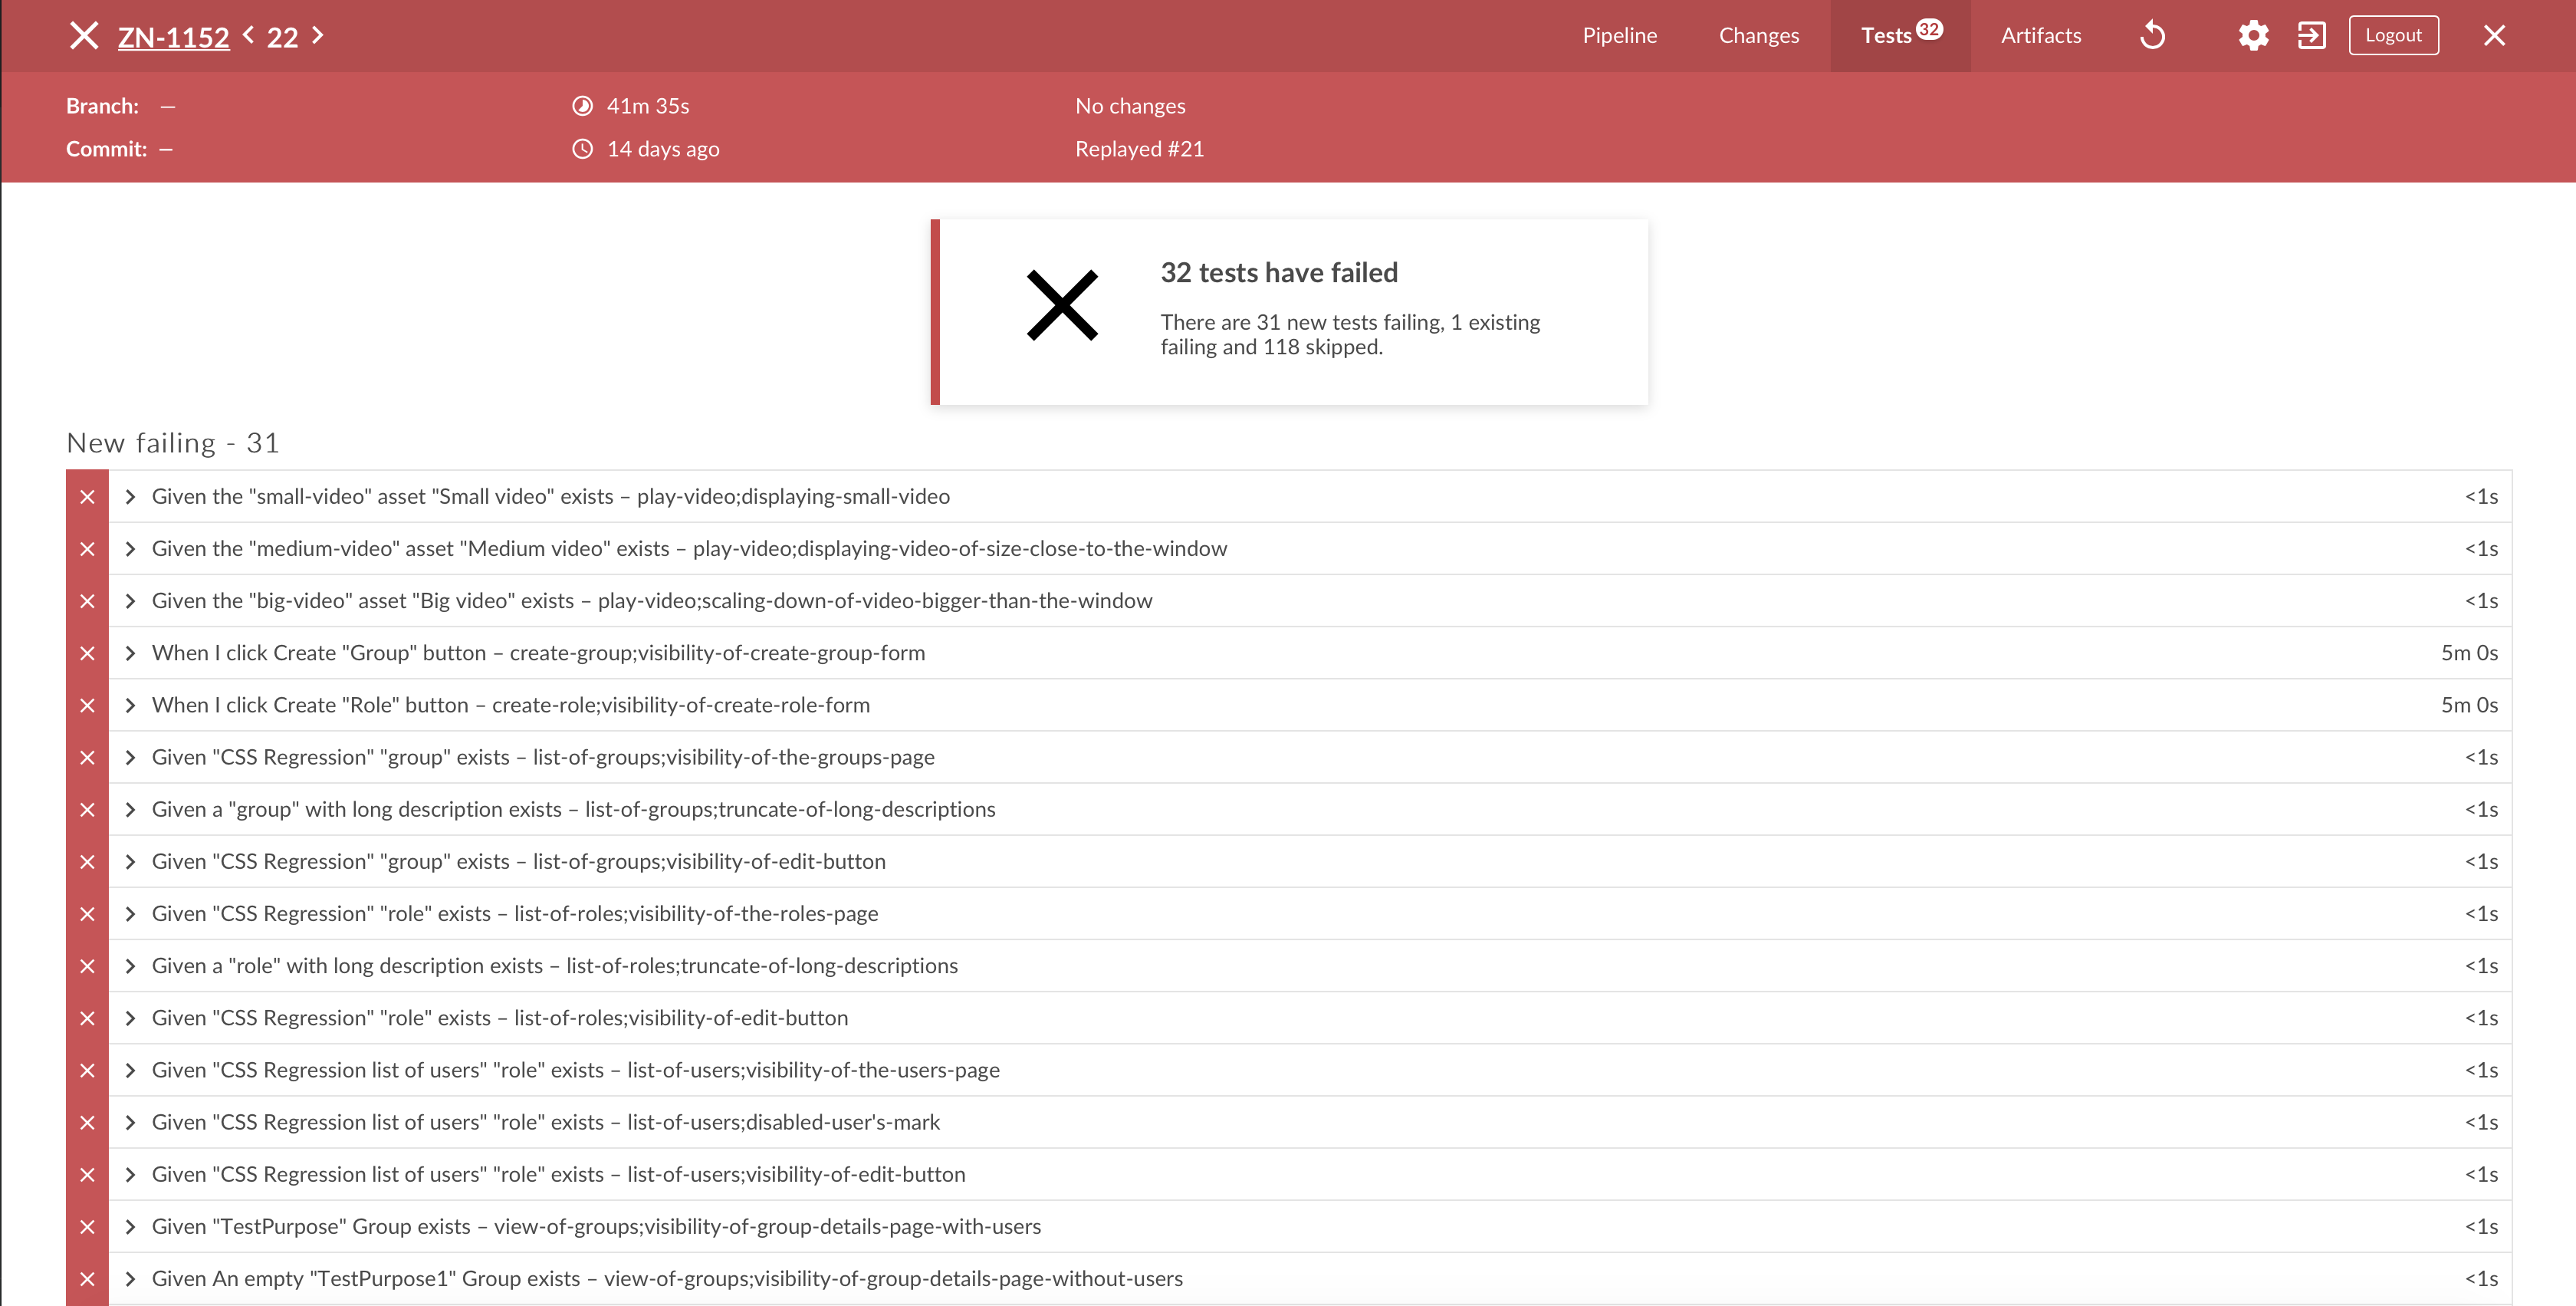 ZN-1152 < 22 >
Pipeline Changes Tests 32 Artifacts Logout
Branch: —
41m 35s
No changes
Commit: —
14 days ago
Replayed #21
32 tests have failed
There are 31 new tests failing, 1 existing
failing and 118 skipped.
New failing - 31
Given the "small-video" asset "Small video" exists – play-video;displaying-small-video <1s
Given the "medium-video" asset "Medium video" exists – play-video;displaying-video-of-size-close-to-the-window <1s
Given the "big-video" asset "Big video" exists – play-video;scaling-down-of-video-bigger-than-the-window <1s
When I click Create "Group" button – create-group;visibility-of-create-group-form 5m 0s
When I click Create "Role" button – create-role;visibility-of-create-role-form 5m 0s
Given "CSS Regression" "group" exists – list-of-groups;visibility-of-the-groups-page <1s
Given a "group" with long description exists – list-of-groups;truncate-of-long-descriptions <1s
Given "CSS Regression" "group" exists – list-of-groups;visibility-of-edit-button <1s
Given "CSS Regression" "role" exists – list-of-roles;visibility-of-the-roles-page <1s
Given a "role" with long description exists – list-of-roles;truncate-of-long-descriptions <1s
Given "CSS Regression" "role" exists – list-of-roles;visibility-of-edit-button <1s
Given "CSS Regression list of users" "role" exists – list-of-users;visibility-of-the-users-page <1s
Given "CSS Regression list of users" "role" exists – list-of-users;disabled-user's-mark <1s
Given "CSS Regression list of users" "role" exists – list-of-users;visibility-of-edit-button <1s
Given "TestPurpose" Group exists – view-of-groups;visibility-of-group-details-page-with-users <1s
Given An empty "TestPurpose1" Group exists – view-of-groups;visibility-of-group-details-page-without-users <1s